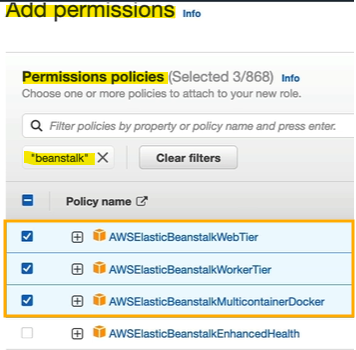 Add permissions Info
Permissions policies (Selected 3/868) Info
Choose one or more policies to attach to your new role.
Filter policies by property or policy name and press enter.
"beanstalk" Clear filters
Policy name
AWSElasticBeanstalkWebTier
AWSElasticBeanstalkWorkerTier
AWSElasticBeanstalkMulticontainerDocker
AWSElasticBeanstalkEnhancedHealth